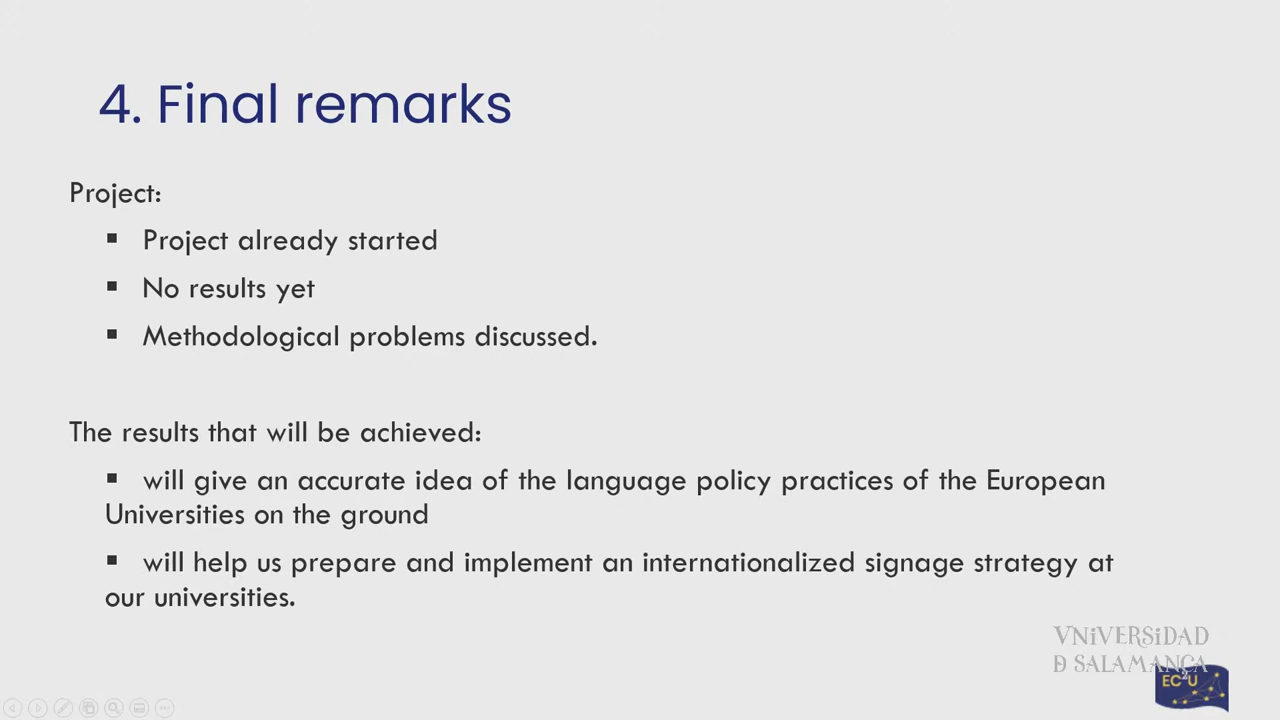 4. Final remarks
Project:
▪ Project already started
▪ No results yet
▪ Methodological problems discussed.
The results that will be achieved:
▪ will give an accurate idea of the language policy practices of the European
Universities on the ground
▪ will help us prepare and implement an internationalized signage strategy at
our universities.
VNiVERSiDAD
Ð SALAMANCA
EC2U